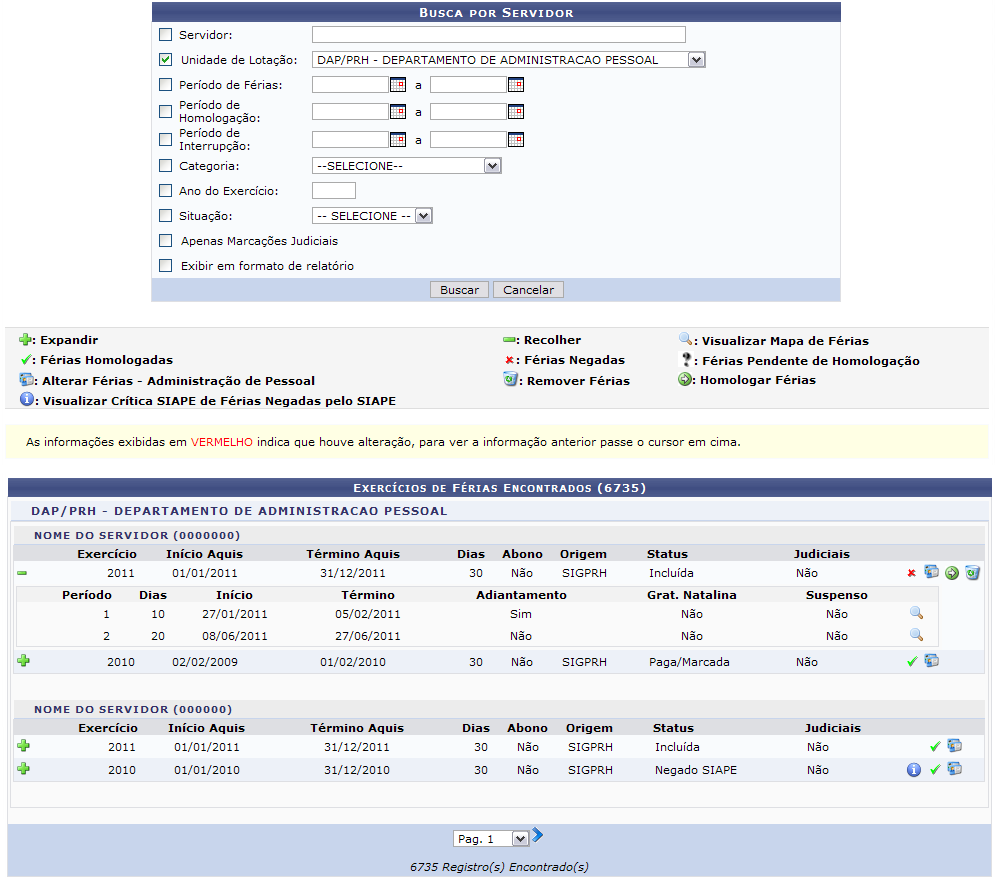 Busca por Servidor
Servidor:
Unidade de Lotação: DAP/PRH - DEPARTAMENTO DE ADMINISTRACAO PESSOAL
Período de Férias: a
Período de Homologação: a
Período de Interrupção: a
Categoria: --SELECIONE--
Ano do Exercício:
Situação: -- SELECIONE --
Apenas Marcações Judiciais
Exibir em formato de relatório
Buscar Cancelar
: Expandir : Recolher : Visualizar Mapa de Férias
: Férias Homologadas : Férias Negadas : Férias Pendente de Homologação
: Alterar Férias - Administração de Pessoal : Remover Férias : Homologar Férias
: Visualizar Crítica SIAPE de Férias Negadas pelo SIAPE
As informações exibidas em VERMELHO indica que houve alteração, para ver a informação anterior passe o cursor em cima.
Exercícios de Férias Encontrados (6735)
DAP/PRH - DEPARTAMENTO DE ADMINISTRACAO PESSOAL
NOME DO SERVIDOR (0000000)
Exercício Início Aquis Término Aquis Dias Abono Origem Status Judiciais
2011 01/01/2011 31/12/2011 30 Não SIGPRH Incluída Não
Período Dias Início Término Adiantamento Grat. Natalina Suspenso
1 10 27/01/2011 05/02/2011 Sim Não Não
2 20 08/06/2011 27/06/2011 Não Não Não
2010 02/02/2009 01/02/2010 30 Não SIGPRH Paga/Marcada Não
NOME DO SERVIDOR (000000)
Exercício Início Aquis Término Aquis Dias Abono Origem Status Judiciais
2011 01/01/2011 31/12/2011 30 Não SIGPRH Incluída Não
2010 01/01/2010 31/12/2010 30 Não SIGPRH Negado SIAPE Não
Pag. 1
6735 Registro(s) Encontrado(s)